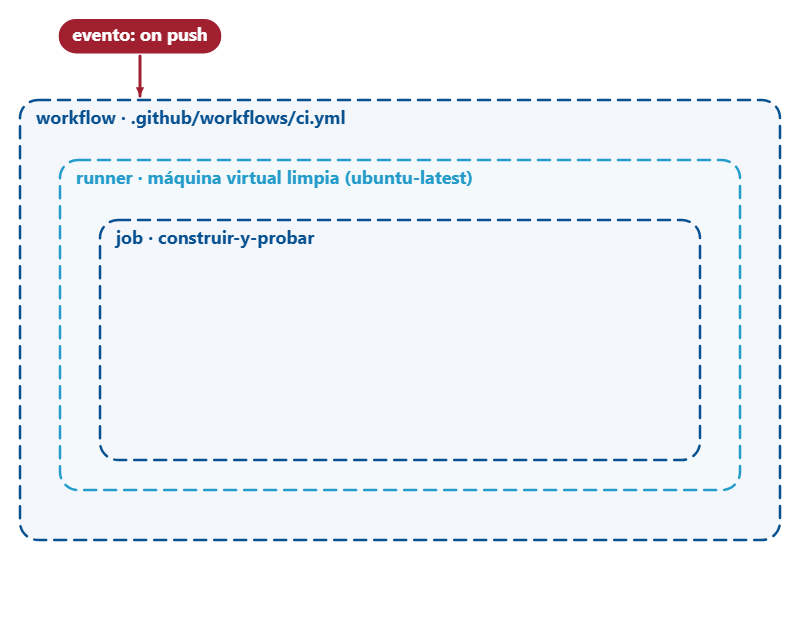 evento: on push
workflow · .github/workflows/ci.yml
runner · máquina virtual limpia (ubuntu-latest)
job · construir-y-probar